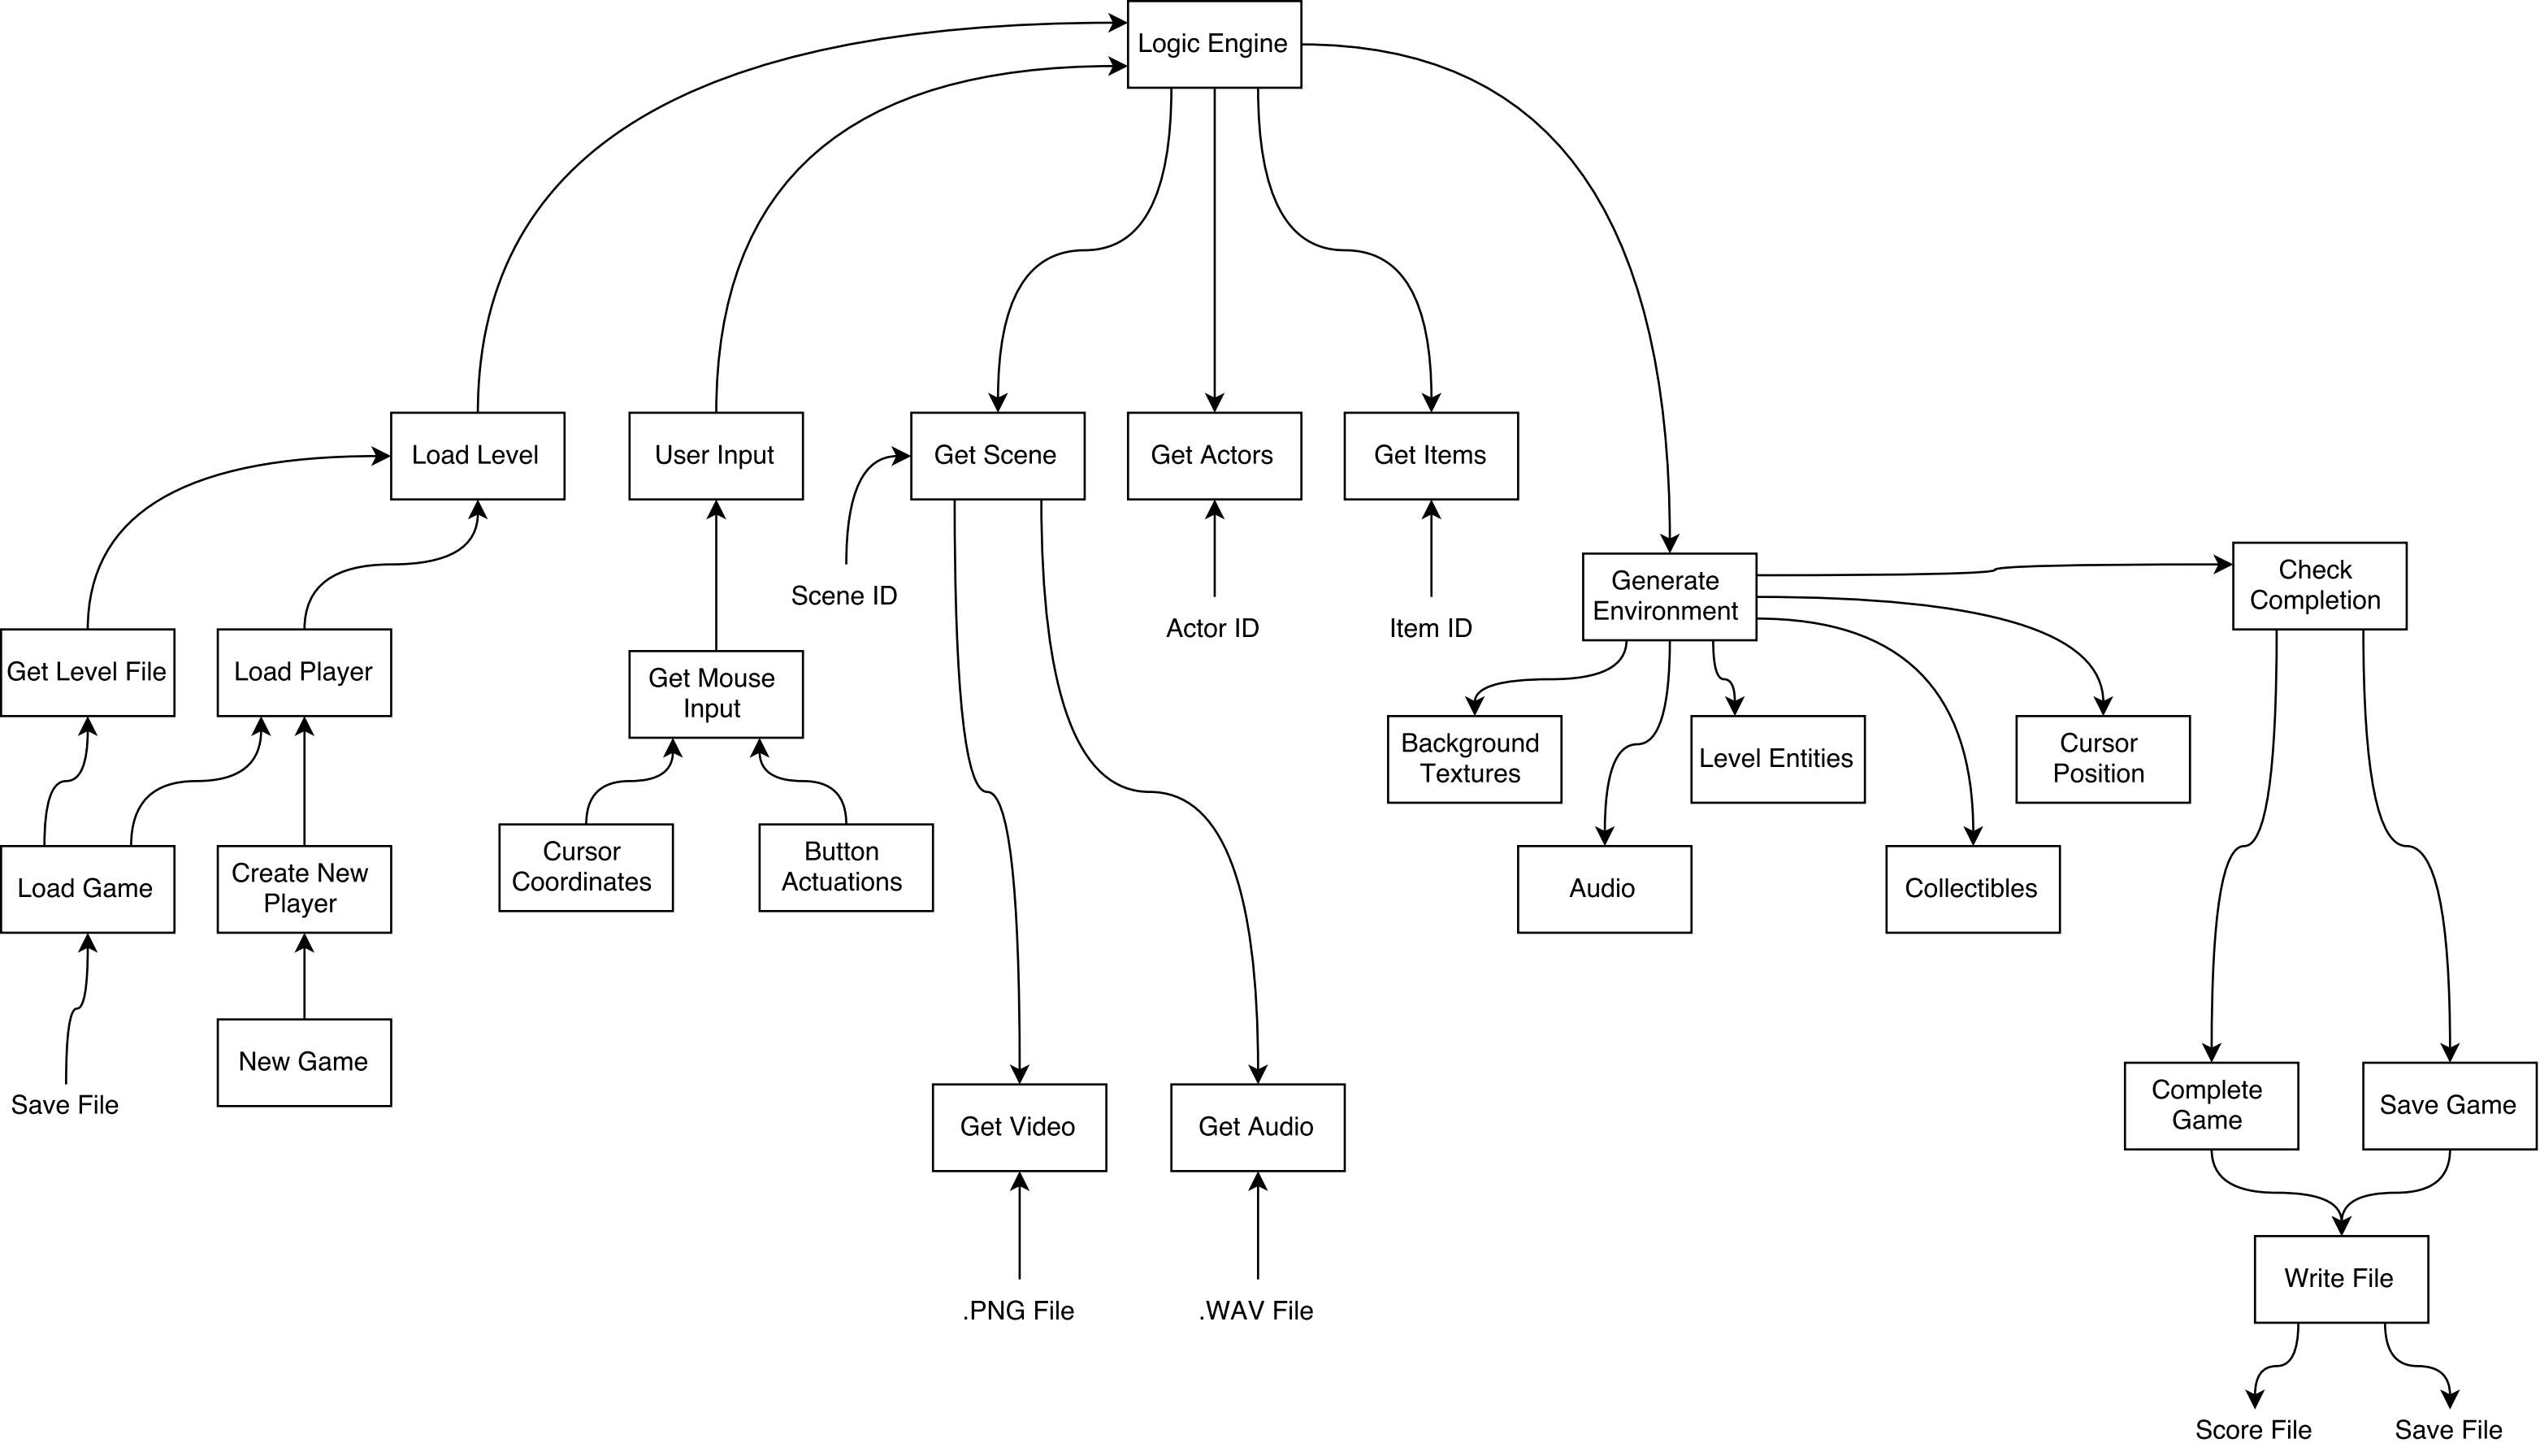 Logic Engine
Load Level
User Input
Get Scene
Get Actors
Get Items
Scene ID
Actor ID
Item ID
Generate
Environment
Check
Completion
Get Level File
Load Player
Get Mouse
Input
Background
Textures
Level Entities
Cursor
Position
Load Game
Create New
Player
Cursor
Coordinates
Button
Actuations
Audio
Collectibles
New Game
Save File
Get Video
Get Audio
Complete
Game
Save Game
.PNG File
.WAV File
Write File
Score File
Save File